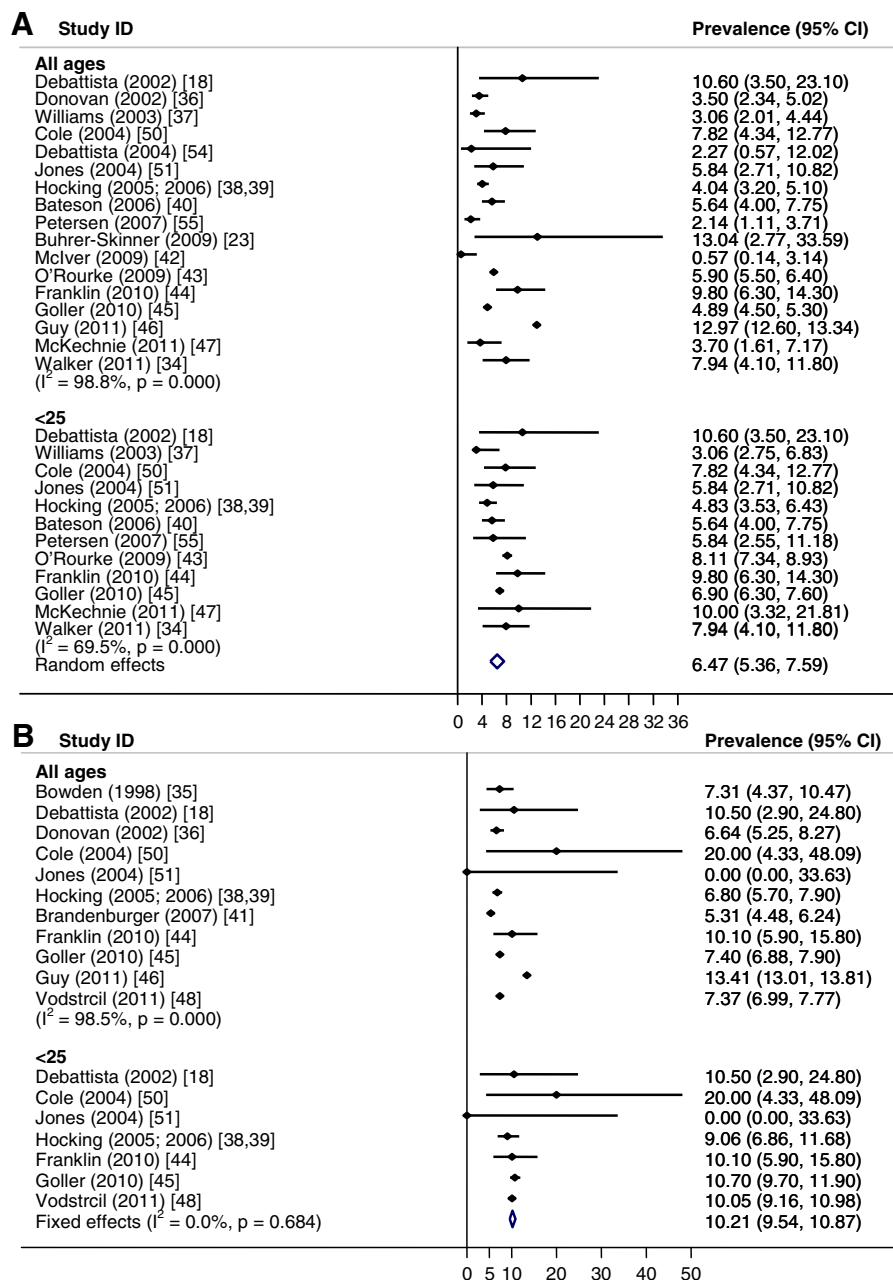 A Study ID Prevalence (95% CI)
All ages
Debattista (2002) [18] 10.60 (3.50, 23.10)
Donovan (2002) [36] 3.50 (2.34, 5.02)
Williams (2003) [37] 3.06 (2.01, 4.44)
Cole (2004) [50] 7.82 (4.34, 12.77)
Debattista (2004) [54] 2.27 (0.57, 12.02)
Jones (2004) [51] 5.84 (2.71, 10.82)
Hocking (2005; 2006) [38,39] 4.04 (3.20, 5.10)
Bateson (2006) [40] 5.64 (4.00, 7.75)
Petersen (2007) [55] 2.14 (1.11, 3.71)
Buhrer-Skinner (2009) [23] 13.04 (2.77, 33.59)
McIver (2009) [42] 0.57 (0.14, 3.14)
O'Rourke (2009) [43] 5.90 (5.50, 6.40)
Franklin (2010) [44] 9.80 (6.30, 14.30)
Goller (2010) [45] 4.89 (4.50, 5.30)
Guy (2011) [46] 12.97 (12.60, 13.34)
McKechnie (2011) [47] 3.70 (1.61, 7.17)
Walker (2011) [34] 7.94 (4.10, 11.80)
(I² = 98.8%, p = 0.000)
<25
Debattista (2002) [18] 10.60 (3.50, 23.10)
Williams (2003) [37] 3.06 (2.75, 6.83)
Cole (2004) [50] 7.82 (4.34, 12.77)
Jones (2004) [51] 5.84 (2.71, 10.82)
Hocking (2005; 2006) [38,39] 4.83 (3.53, 6.43)
Bateson (2006) [40] 5.64 (4.00, 7.75)
Petersen (2007) [55] 5.84 (2.55, 11.18)
O'Rourke (2009) [43] 8.11 (7.34, 8.93)
Franklin (2010) [44] 9.80 (6.30, 14.30)
Goller (2010) [45] 6.90 (6.30, 7.60)
McKechnie (2011) [47] 10.00 (3.32, 21.81)
Walker (2011) [34] 7.94 (4.10, 11.80)
(I² = 69.5%, p = 0.000)
Random effects 6.47 (5.36, 7.59)
0 4 8 12 16 20 24 28 32 36
B Study ID Prevalence (95% CI)
All ages
Bowden (1998) [35] 7.31 (4.37, 10.47)
Debattista (2002) [18] 10.50 (2.90, 24.80)
Donovan (2002) [36] 6.64 (5.25, 8.27)
Cole (2004) [50] 20.00 (4.33, 48.09)
Jones (2004) [51] 0.00 (0.00, 33.63)
Hocking (2005; 2006) [38,39] 6.80 (5.70, 7.90)
Brandenburger (2007) [41] 5.31 (4.48, 6.24)
Franklin (2010) [44] 10.10 (5.90, 15.80)
Goller (2010) [45] 7.40 (6.88, 7.90)
Guy (2011) [46] 13.41 (13.01, 13.81)
Vodstrcil (2011) [48] 7.37 (6.99, 7.77)
(I² = 98.5%, p = 0.000)
<25
Debattista (2002) [18] 10.50 (2.90, 24.80)
Cole (2004) [50] 20.00 (4.33, 48.09)
Jones (2004) [51] 0.00 (0.00, 33.63)
Hocking (2005; 2006) [38,39] 9.06 (6.86, 11.68)
Franklin (2010) [44] 10.10 (5.90, 15.80)
Goller (2010) [45] 10.70 (9.70, 11.90)
Vodstrcil (2011) [48] 10.05 (9.16, 10.98)
Fixed effects (I² = 0.0%, p = 0.684) 10.21 (9.54, 10.87)
0 5 10 20 30 40 50